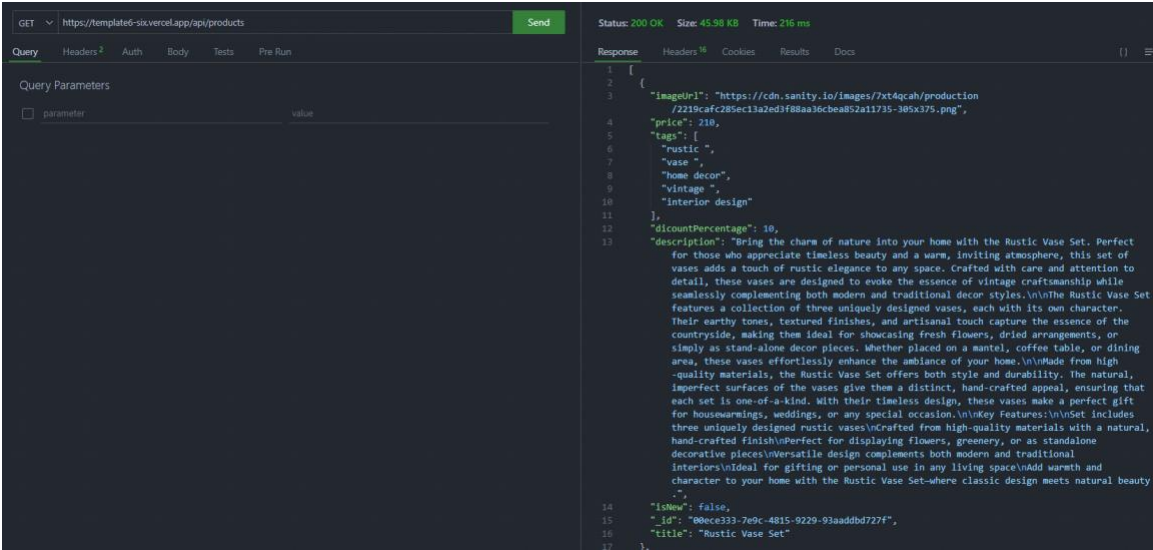 GET https://template6-six.vercel.app/api/products Send
Query Headers 2 Auth Body Tests Pre Run
Query Parameters
parameter value
Status: 200 OK Size: 45.98 KB Time: 216 ms
Response Headers 16 Cookies Results Docs { }
1 [
2 {
3 "imageUrl": "https://cdn.sanity.io/images/7xt4qcah/production
/2219cafc285ec13a2ed3f88aa36cbea852a11735-305x375.png",
4 "price": 210,
5 "tags": [
6 "rustic ",
7 "vase ",
8 "home decor",
9 "vintage ",
10 "interior design"
11 ],
12 "dicountPercentage": 10,
13 "description": "Bring the charm of nature into your home with the Rustic Vase Set. Perfect
for those who appreciate timeless beauty and a warm, inviting atmosphere, this set of
vases adds a touch of rustic elegance to any space. Crafted with care and attention to
detail, these vases are designed to evoke the essence of vintage craftsmanship while
seamlessly complementing both modern and traditional decor styles.\n\nThe Rustic Vase Set
features a collection of three uniquely designed vases, each with its own character.
Their earthy tones, textured finishes, and artisanal touch capture the essence of the
countryside, making them ideal for showcasing fresh flowers, dried arrangements, or
simply as stand-alone decor pieces. Whether placed on a mantel, coffee table, or dining
area, these vases effortlessly enhance the ambiance of your home.\n\nMade from high
-quality materials, the Rustic Vase Set offers both style and durability. The natural,
imperfect surfaces of the vases give them a distinct, hand-crafted appeal, ensuring that
each set is one-of-a-kind. With their timeless design, these vases make a perfect gift
for housewarmings, weddings, or any special occasion.\n\nKey Features:\n\nSet includes
three uniquely designed rustic vases\nCrafted from high-quality materials with a natural,
hand-crafted finish\nPerfect for displaying flowers, greenery, or as standalone
decorative pieces\nVersatile design complements both modern and traditional
interiors\nIdeal for gifting or personal use in any living space\nAdd warmth and
character to your home with the Rustic Vase Set—where classic design meets natural beauty
.",
14 "isNew": false,
15 "_id": "00ece333-7e9c-4815-9229-93aaddbd727f",
16 "title": "Rustic Vase Set"
17 },